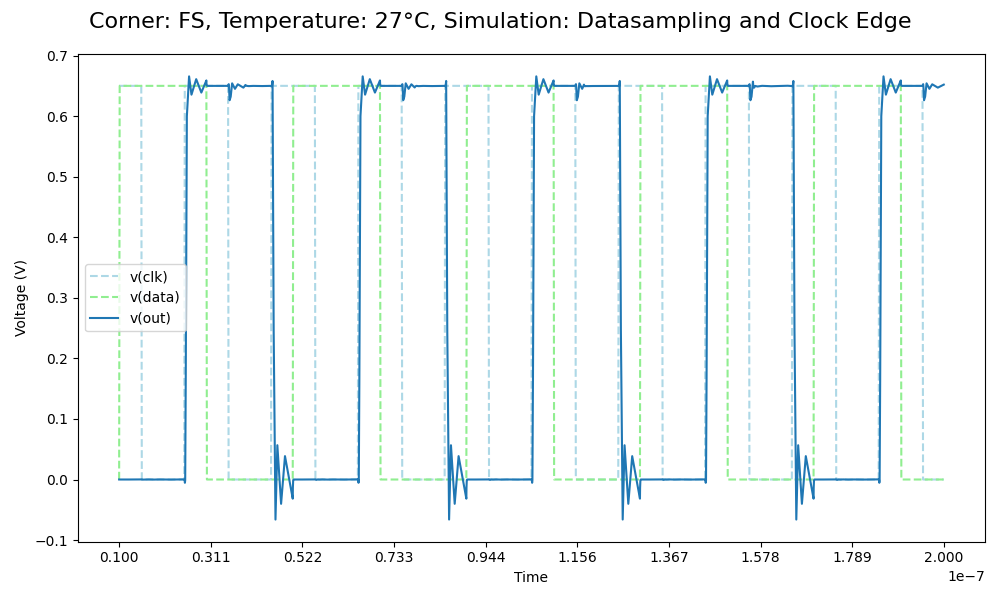 Corner: FS, Temperature: 27°C, Simulation: Datasampling and Clock Edge
0.7
0.6
0.5
0.4
0.3
0.2
0.1
0.0
−0.1
Voltage (V)
v(clk)
v(data)
v(out)
0.100 0.311 0.522 0.733 0.944 1.156 1.367 1.578 1.789 2.000
1e−7
Time